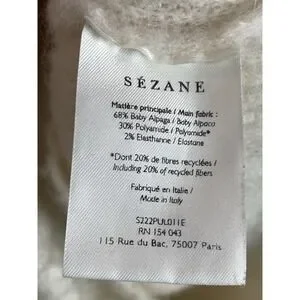 SÉZANE
Matière principale / Main fabric :
68% Baby Alpaga / Baby Alpaca
30% Polyamide / Polyamide*
2% Elasthanne / Elastane
*Dont 20% de fibres recyclées /
Including 20% of recycled fibers
Fabriqué en Italie /
Made in Italy
S222PUL011E
RN 154 043
115 Rue du Bac, 75007 Paris